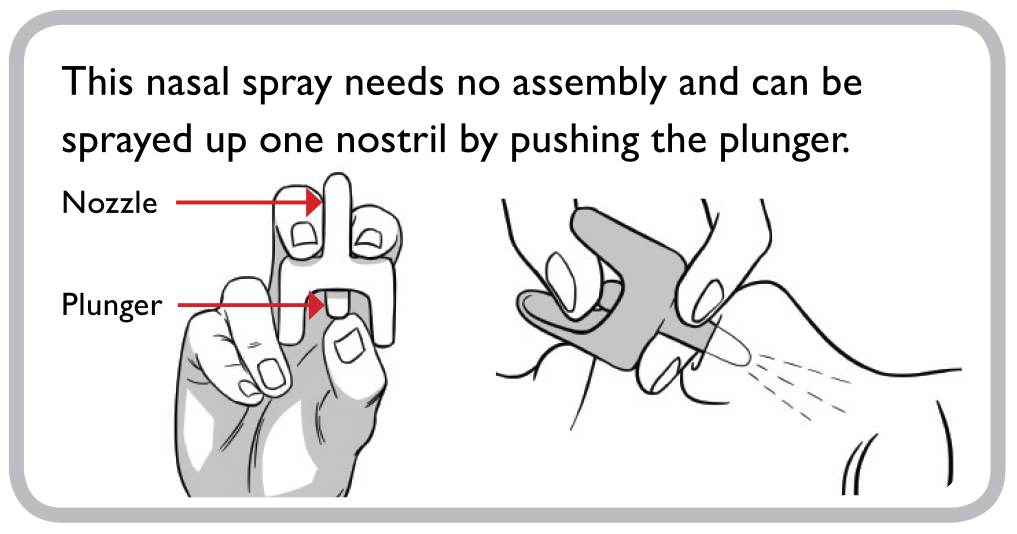 This nasal spray needs no assembly and can be
sprayed up one nostril by pushing the plunger.
Nozzle
Plunger